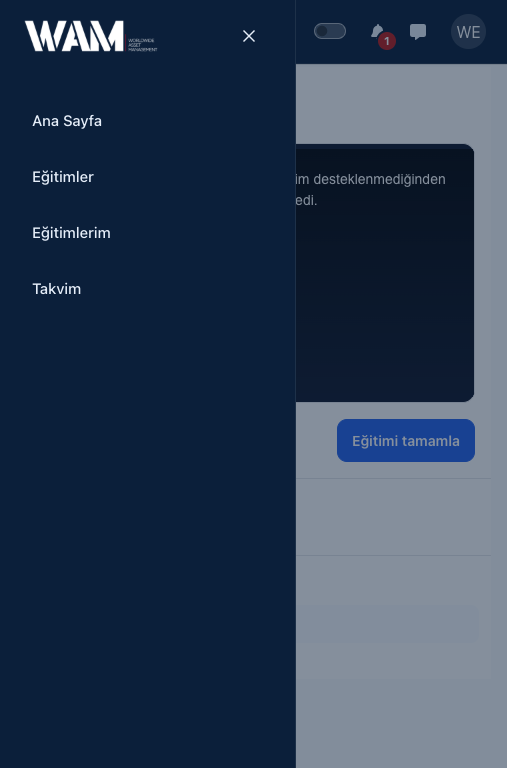 WAM
WORLDWIDE
ASSET
MANAGEMENT
1
WE
Ana Sayfa
Eğitimler
Eğitimlerim
Takvim
im desteklenmediğinden
edi.
Eğitimi tamamla